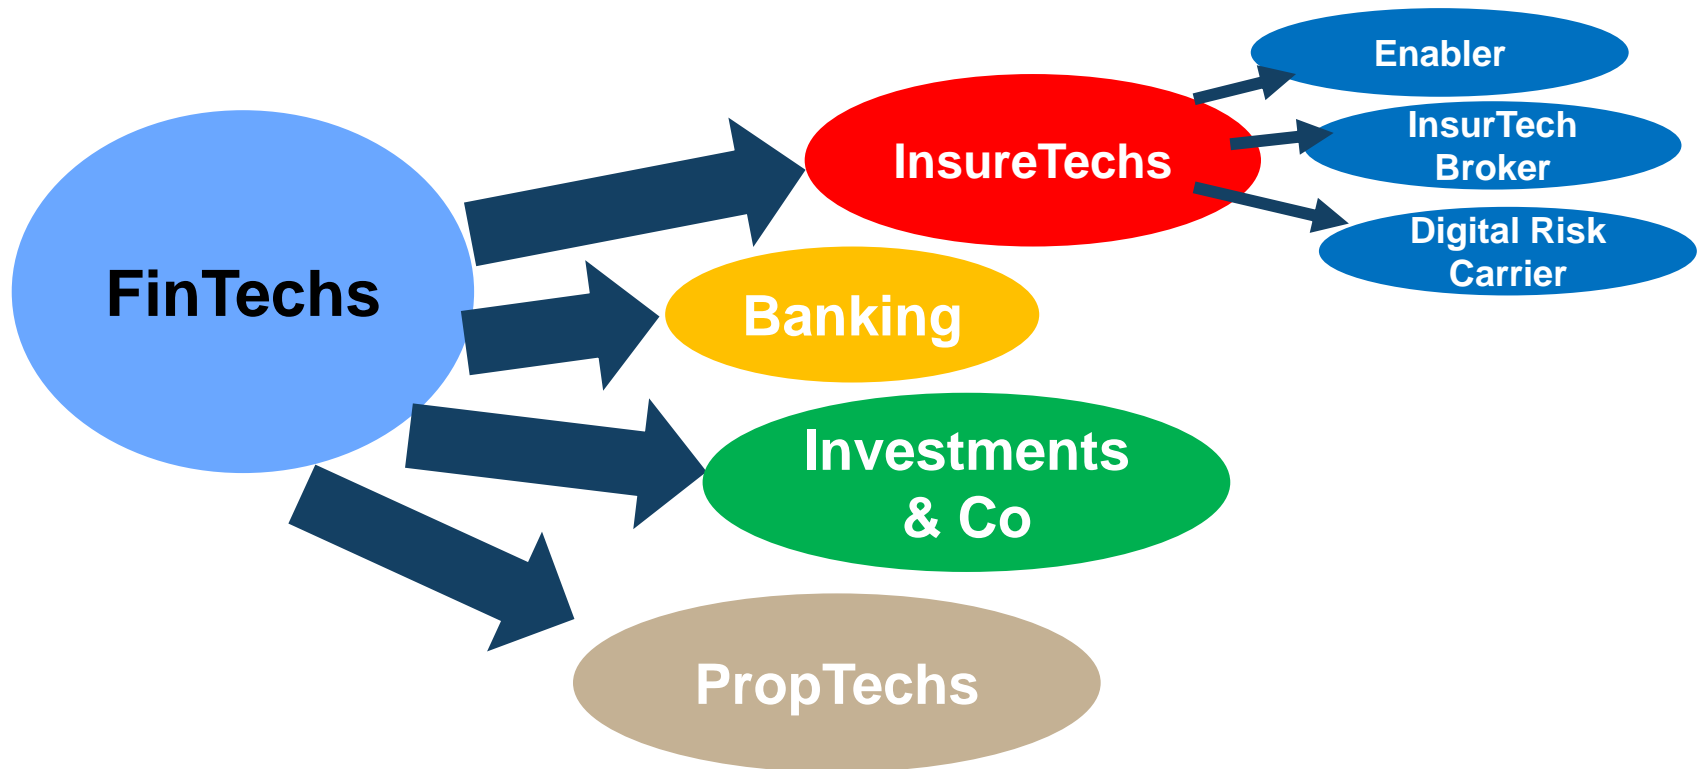 FinTechs
InsureTechs
Enabler
InsurTech
Broker
Digital Risk
Carrier
Banking
Investments
& Co
PropTechs